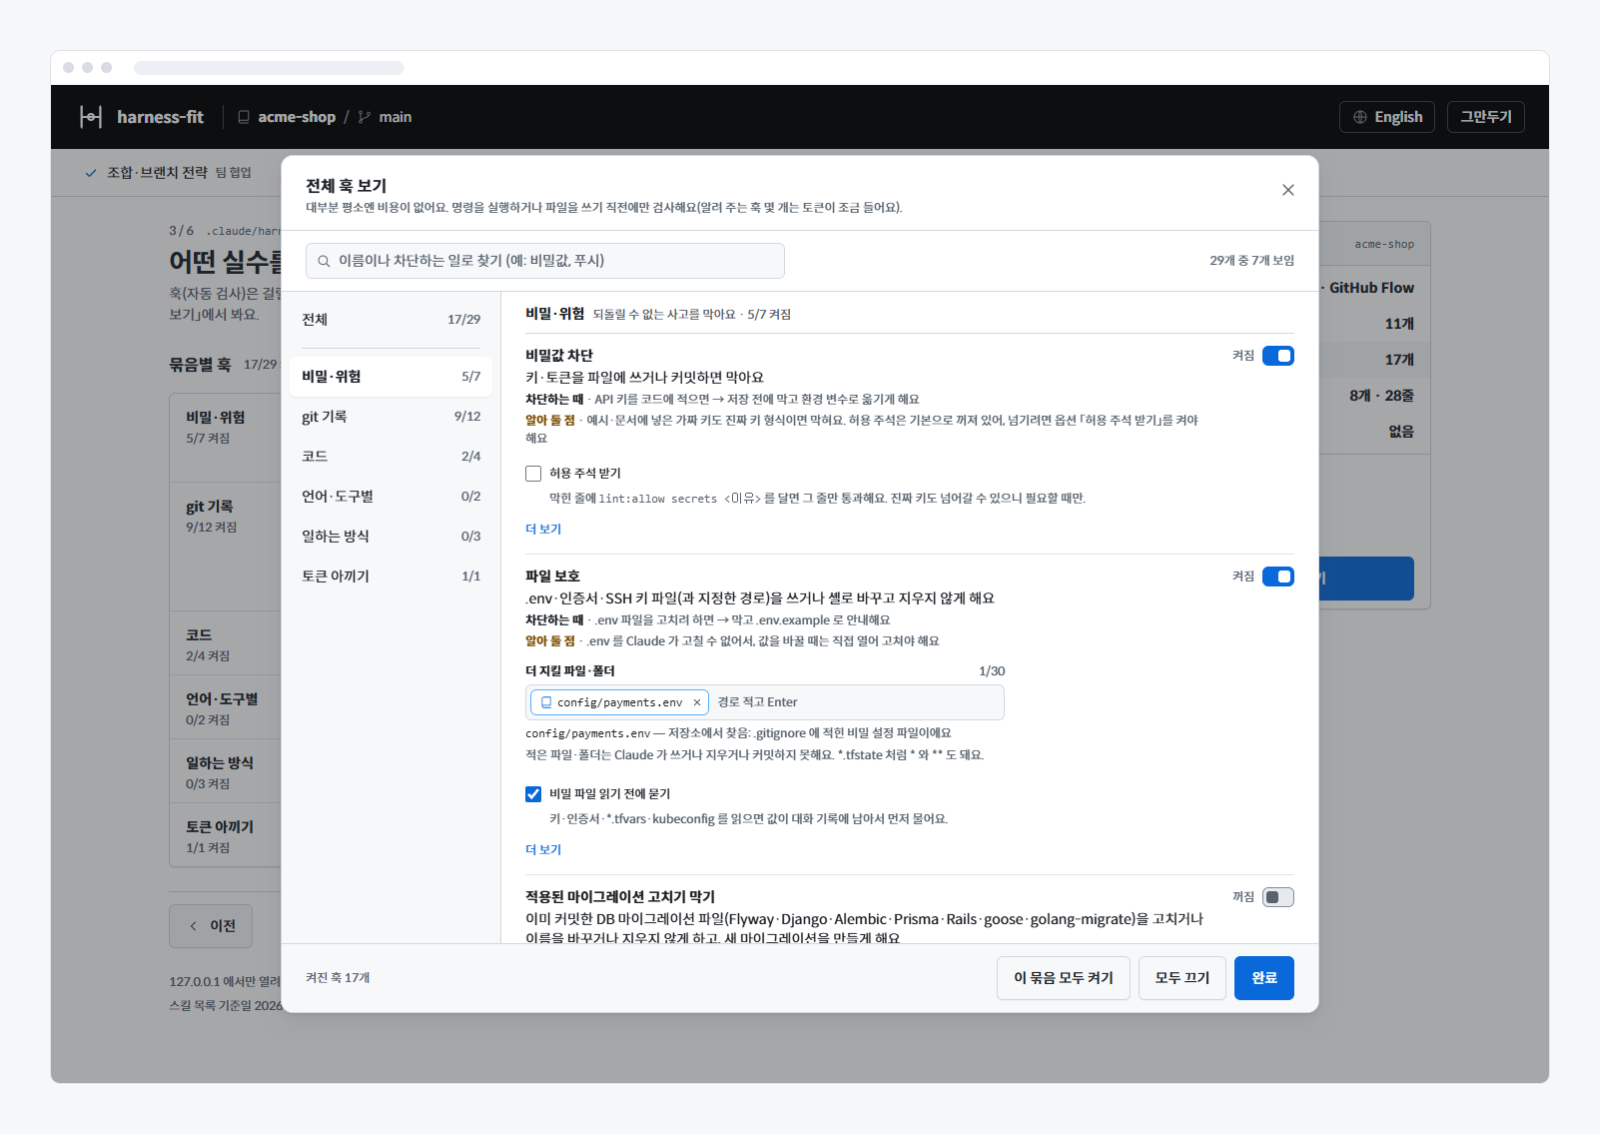 harness-fit
acme-shop / main
English
그만두기
조합·브랜치 전략 팀 협업
3 / 6 .claude/harn
어떤 실수를
훅(자동 검사)은 걸
보기」에서 봐요.
묶음별 훅 17/29
비밀·위험
5/7 켜짐
git 기록
9/12 켜짐
코드
2/4 켜짐
언어·도구별
0/2 켜짐
일하는 방식
0/3 켜짐
토큰 아끼기
1/1 켜짐
이전
127.0.0.1 에서만 열려
스킬 목록 기준일 2026
전체 훅 보기
대부분 평소엔 비용이 없어요. 명령을 실행하거나 파일을 쓰기 직전에만 검사해요(알려 주는 훅 몇 개는 토큰이 조금 들어요).
이름이나 차단하는 일로 찾기 (예: 비밀값, 푸시)
29개 중 7개 보임
전체 17/29
비밀·위험 5/7
git 기록 9/12
코드 2/4
언어·도구별 0/2
일하는 방식 0/3
토큰 아끼기 1/1
비밀·위험 되돌릴 수 없는 사고를 막아요 · 5/7 켜짐
비밀값 차단 켜짐
키·토큰을 파일에 쓰거나 커밋하면 막아요
차단하는 때 · API 키를 코드에 적으면 → 저장 전에 막고 환경 변수로 옮기게 해요
알아 둘 점 · 예시·문서에 넣은 가짜 키도 진짜 키 형식이면 막혀요. 허용 주석은 기본으로 꺼져 있어, 넘기려면 옵션 「허용 주석 받기」를 켜야
해요
허용 주석 받기
막힌 줄에 lint:allow secrets <이유> 를 달면 그 줄만 통과해요. 진짜 키도 넘어갈 수 있으니 필요할 때만.
더 보기
파일 보호 켜짐
.env·인증서·SSH 키 파일(과 지정한 경로)을 쓰거나 셸로 바꾸고 지우지 않게 해요
차단하는 때 · .env 파일을 고치려 하면 → 막고 .env.example 로 안내해요
알아 둘 점 · .env 를 Claude 가 고칠 수 없어서, 값을 바꿀 때는 직접 열어 고쳐야 해요
더 지킬 파일·폴더 1/30
config/payments.env × 경로 적고 Enter
config/payments.env — 저장소에서 찾음: .gitignore 에 적힌 비밀 설정 파일이에요
적은 파일·폴더는 Claude 가 쓰거나 지우거나 커밋하지 못해요. *.tfstate 처럼 * 와 ** 도 돼요.
비밀 파일 읽기 전에 묻기
키·인증서·*.tfvars·kubeconfig 를 읽으면 값이 대화 기록에 남아서 먼저 물어요.
더 보기
적용된 마이그레이션 고치기 막기 꺼짐
이미 커밋한 DB 마이그레이션 파일(Flyway·Django·Alembic·Prisma·Rails·goose·golang-migrate)을 고치거나
이름을 바꾸거나 지우지 않게 하고, 새 마이그레이션을 만들게 해요
켜진 훅 17개
이 묶음 모두 켜기
모두 끄기
완료
acme-shop
· GitHub Flow
11개
17개
8개 · 28줄
없음